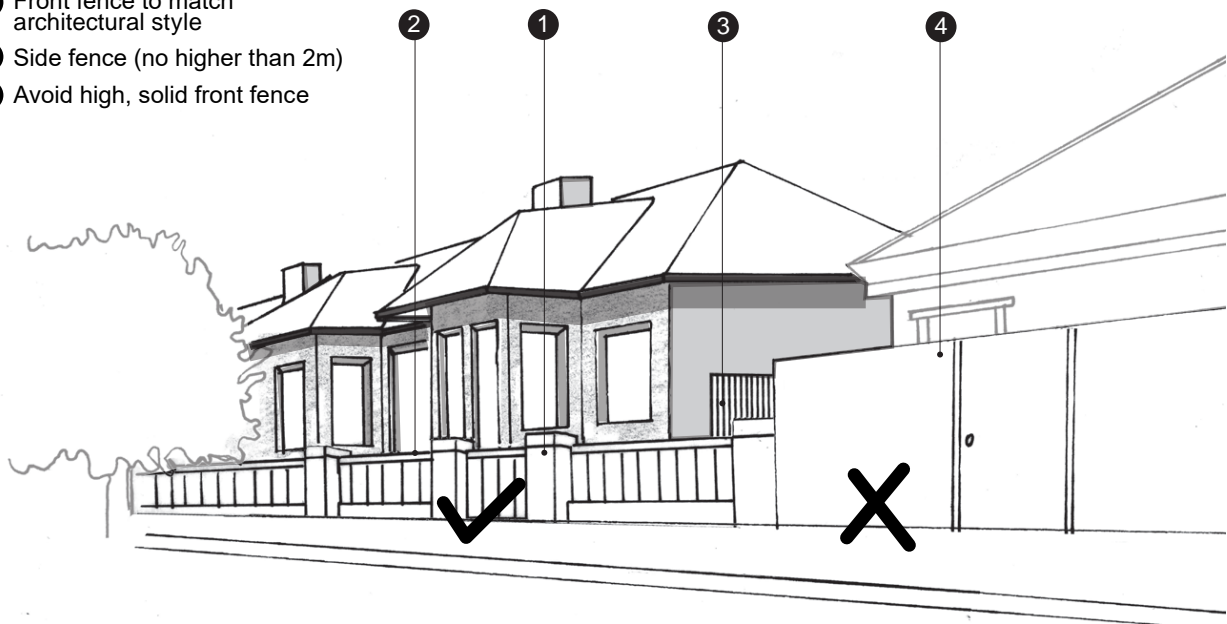 Front fence to match
architectural style
Side fence (no higher than 2m)
Avoid high, solid front fence
2 1 3 4